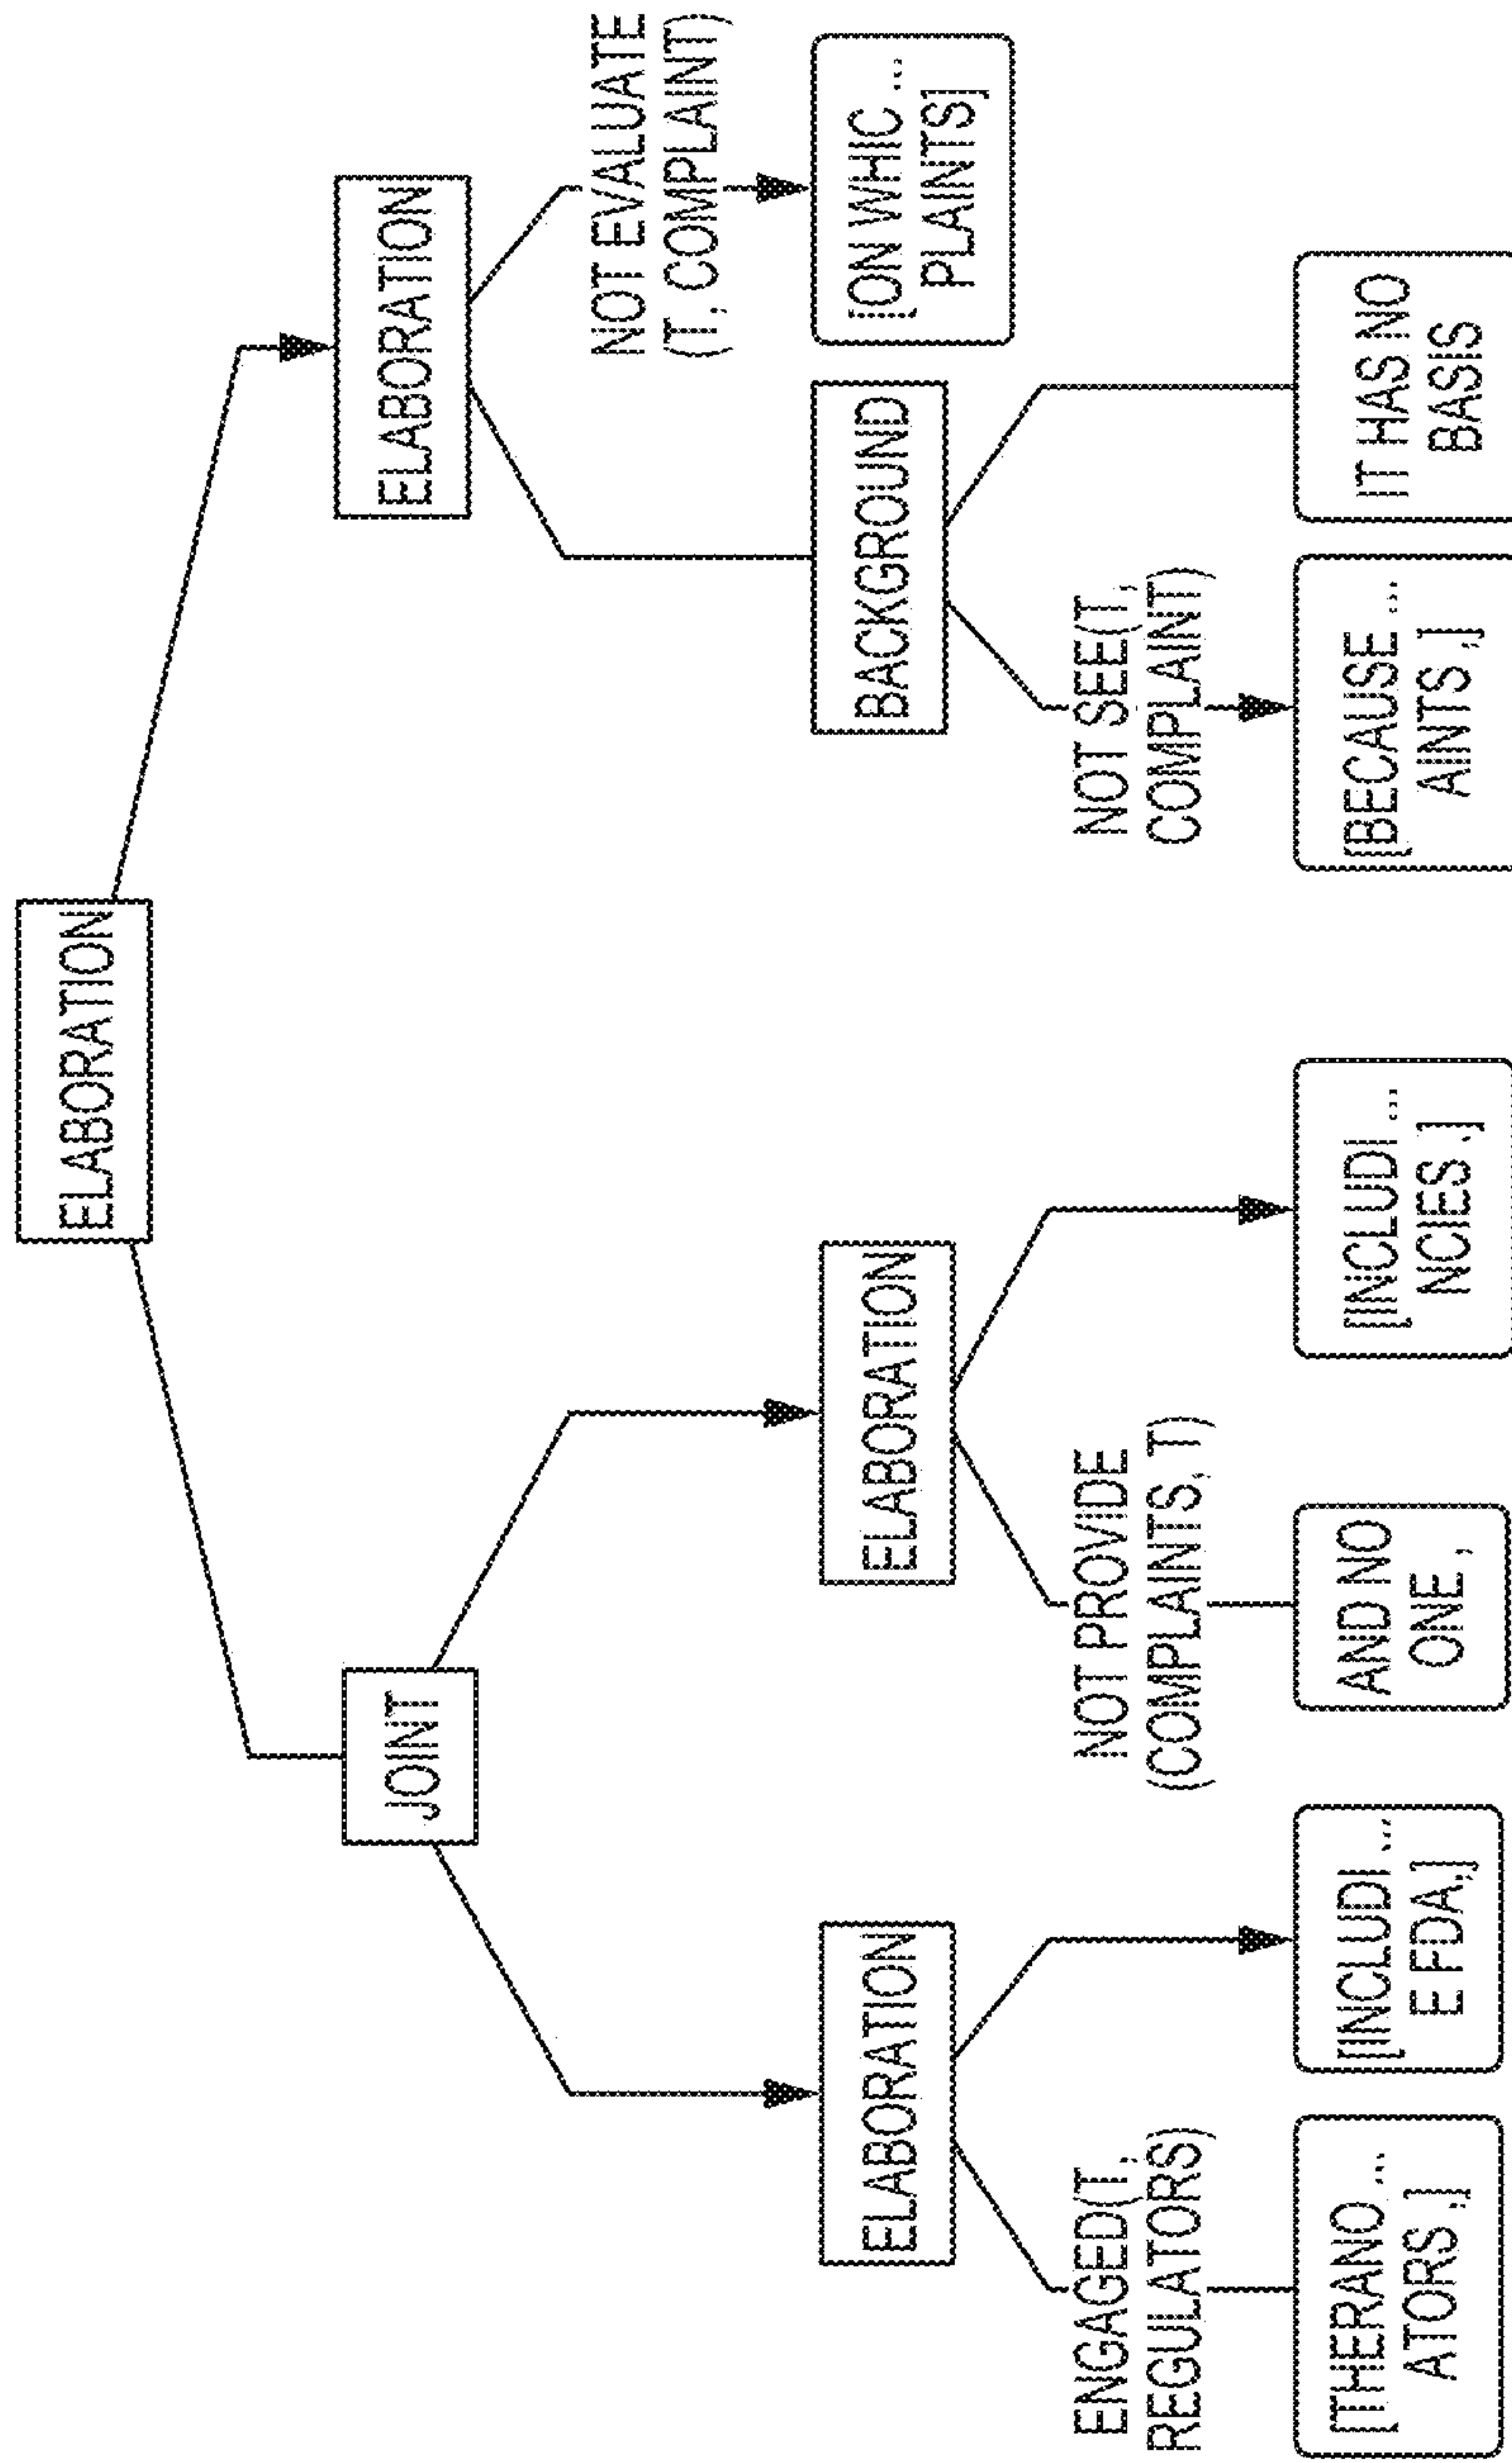 ELABORATION
JOINT
ELABORATION
ELABORATION
ELABORATION
BACKGROUND
NOT EVALUATE
(T, COMPLAINT)
[ON WHIC ...
PLAINTS]
ENGAGED(T,
REGULATORS)
NOT PROVIDE
(COMPLAINTS, T)
NOT SEE(T,
COMPLAINT)
[THERANO ...
ATORS ,]
[INCLUDI ...
E FDA,]
AND NO
ONE ,
[INCLUDI ...
NCIES .]
[BECAUSE ...
AINTS ,]
IT HAS NO
BASIS